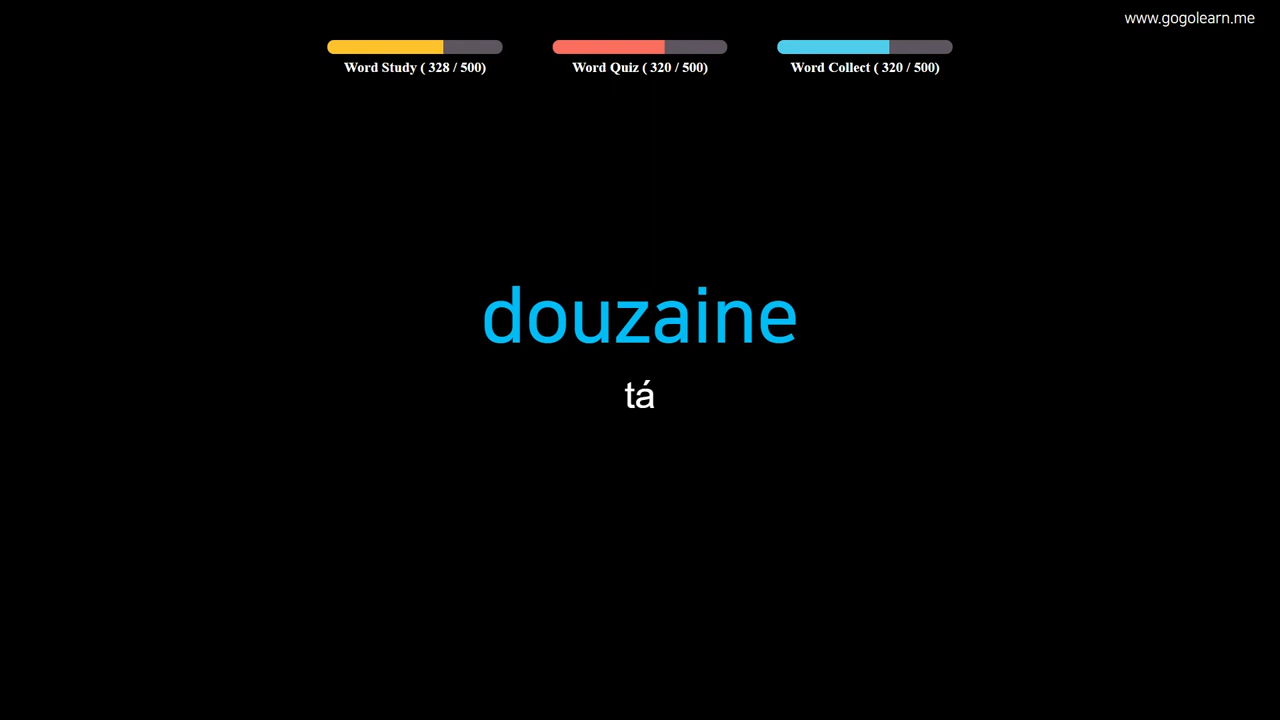 www.gogolearn.me
Word Study ( 328 / 500)
Word Quiz ( 320 / 500)
Word Collect ( 320 / 500)
douzaine
tá